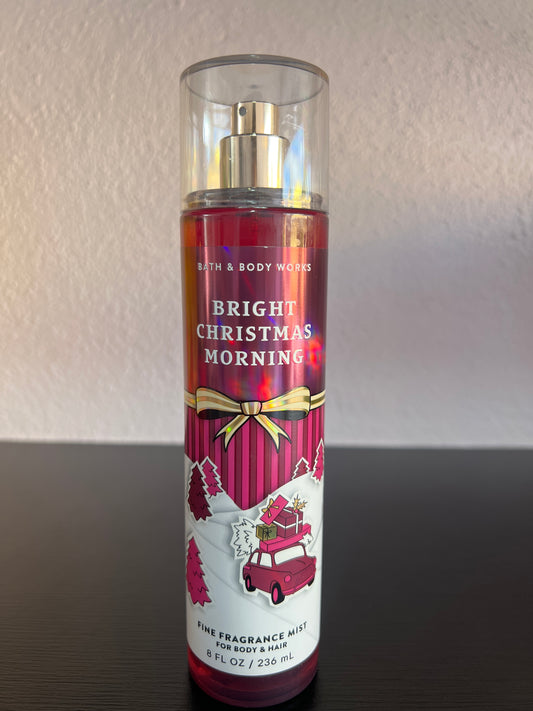 BATH & BODY WORKS
BRIGHT
CHRISTMAS
MORNING
FINE FRAGRANCE MIST
FOR BODY & HAIR
8 FL OZ / 236 mL